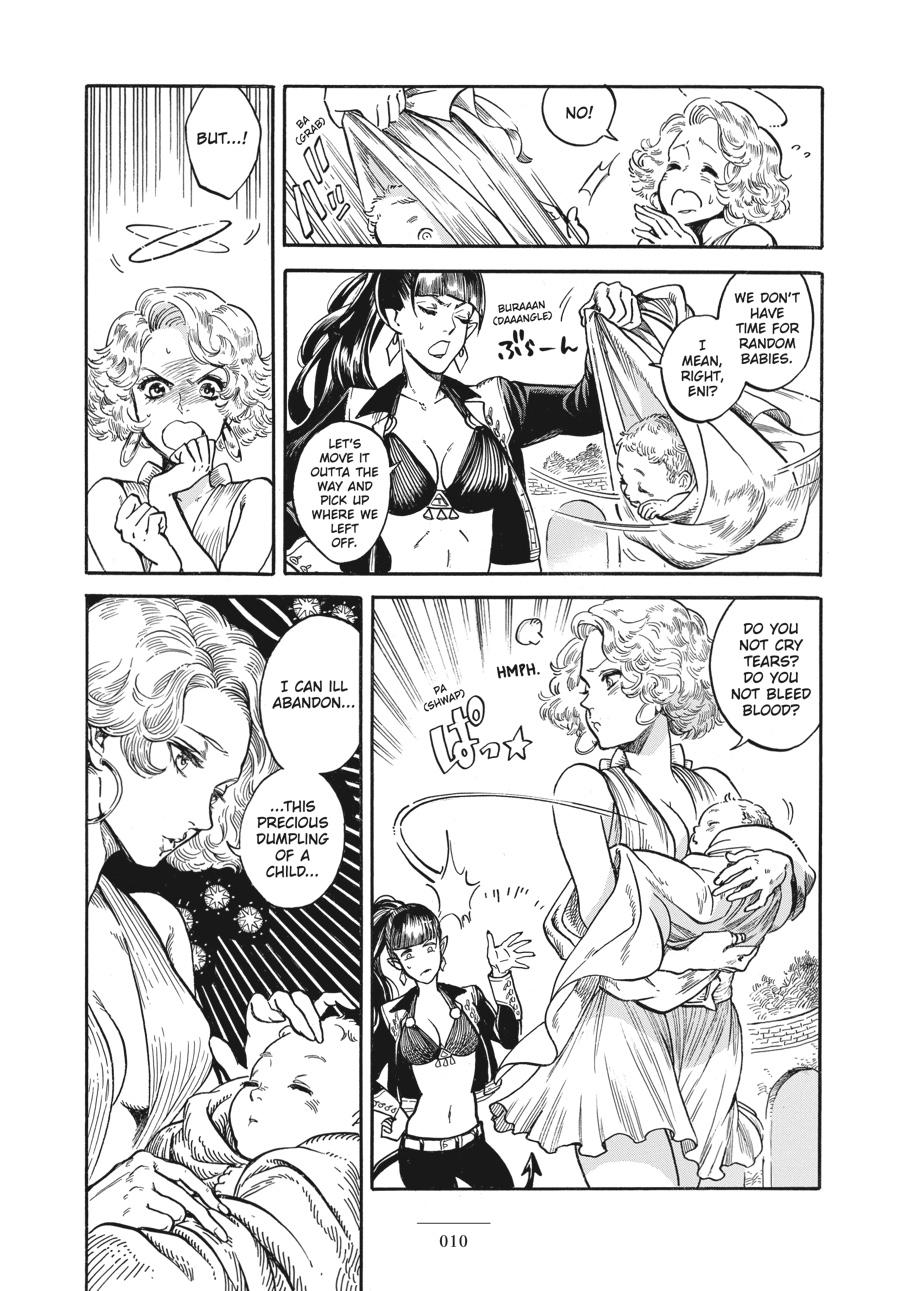 NO!
BA
(GRAB)
WE DON'T
HAVE
TIME FOR
RANDOM
BABIES.
I
MEAN,
RIGHT,
ENI?
BURAAAN
(DAAANGLE)
ぶらーん
LET'S
MOVE IT
OUTTA THE
WAY AND
PICK UP
WHERE WE
LEFT
OFF.
BUT...!
DO YOU
NOT CRY
TEARS?
DO YOU
NOT BLEED
BLOOD?
HMPH.
PA
(SHWAP)
ぱっ☆
I CAN ILL
ABANDON...
...THIS
PRECIOUS
DUMPLING
OF A
CHILD...
010